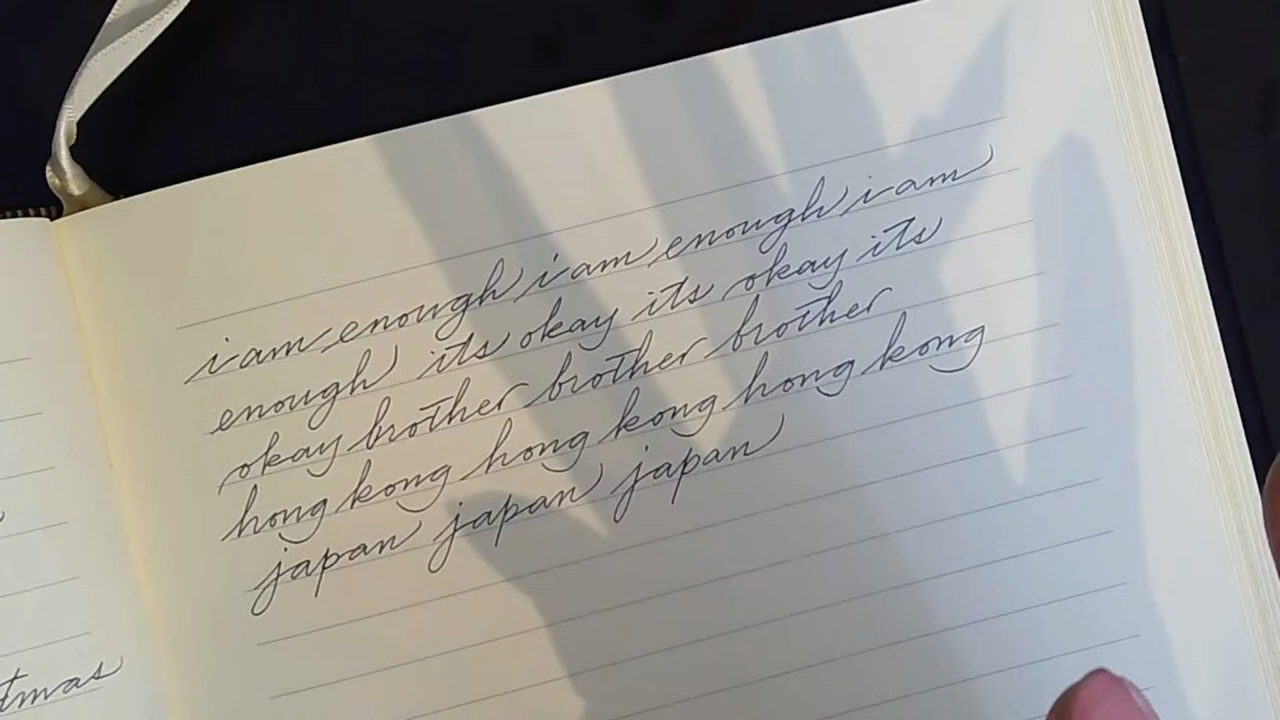 tmas
i am enough i am enough i am
enough its okay its okay its
okay brother brother brother
hong kong hong kong hong kong
japan japan japan